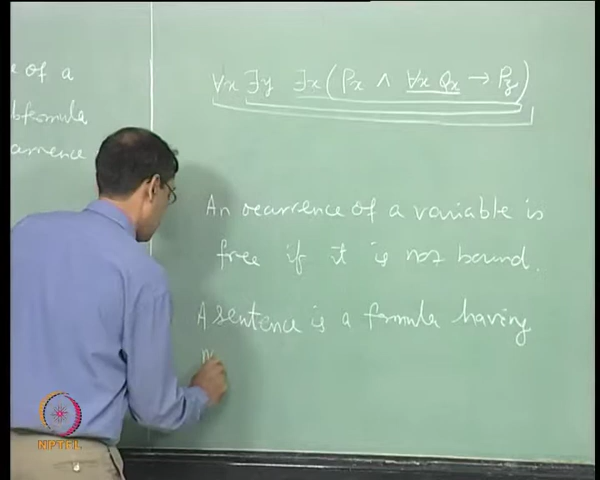 e of a
bformula
∀x ∃y ∃x (Px ∧ ∀x Qx → Py)
An occurrence of a variable is
free if it is not bound.
A sentence is a formula having
n
NPTEL